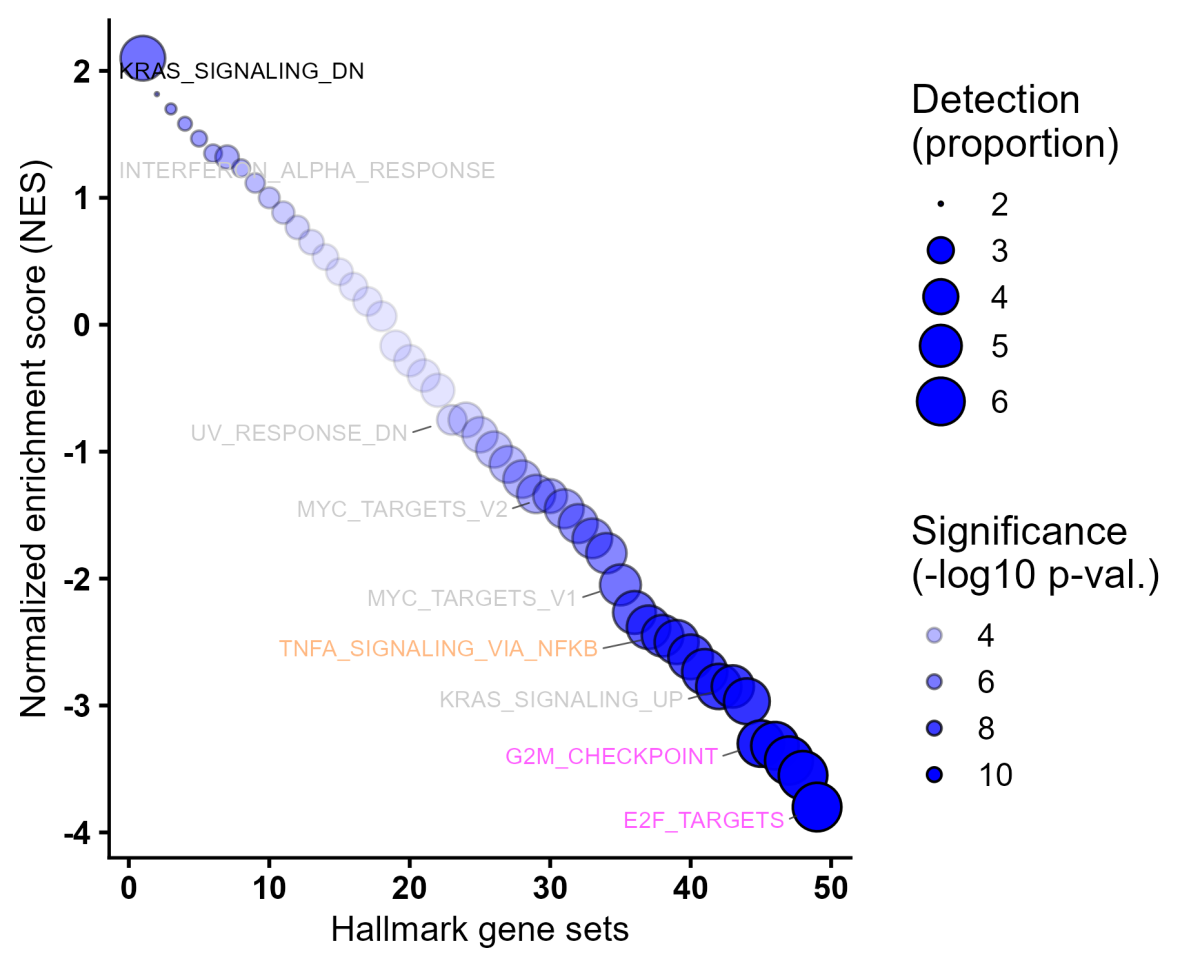 2
1
0
-1
-2
-3
-4
Normalized enrichment score (NES)
KRAS_SIGNALING_DN
INTERFERON_ALPHA_RESPONSE
UV_RESPONSE_DN
MYC_TARGETS_V2
MYC_TARGETS_V1
TNFA_SIGNALING_VIA_NFKB
KRAS_SIGNALING_UP
G2M_CHECKPOINT
E2F_TARGETS
0 10 20 30 40 50
Hallmark gene sets
Detection
(proportion)
2
3
4
5
6
Significance
(-log10 p-val.)
4
6
8
10